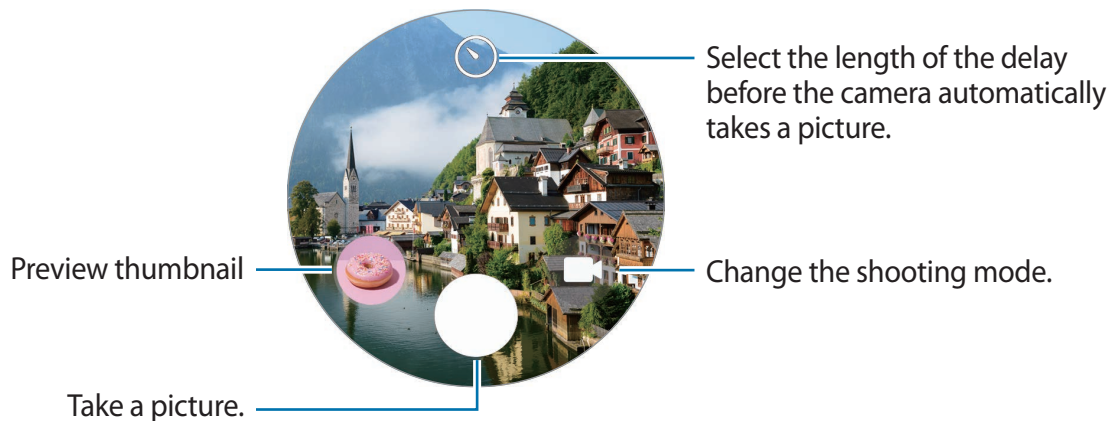 Select the length of the delay
before the camera automatically
takes a picture.
Preview thumbnail
Change the shooting mode.
Take a picture.